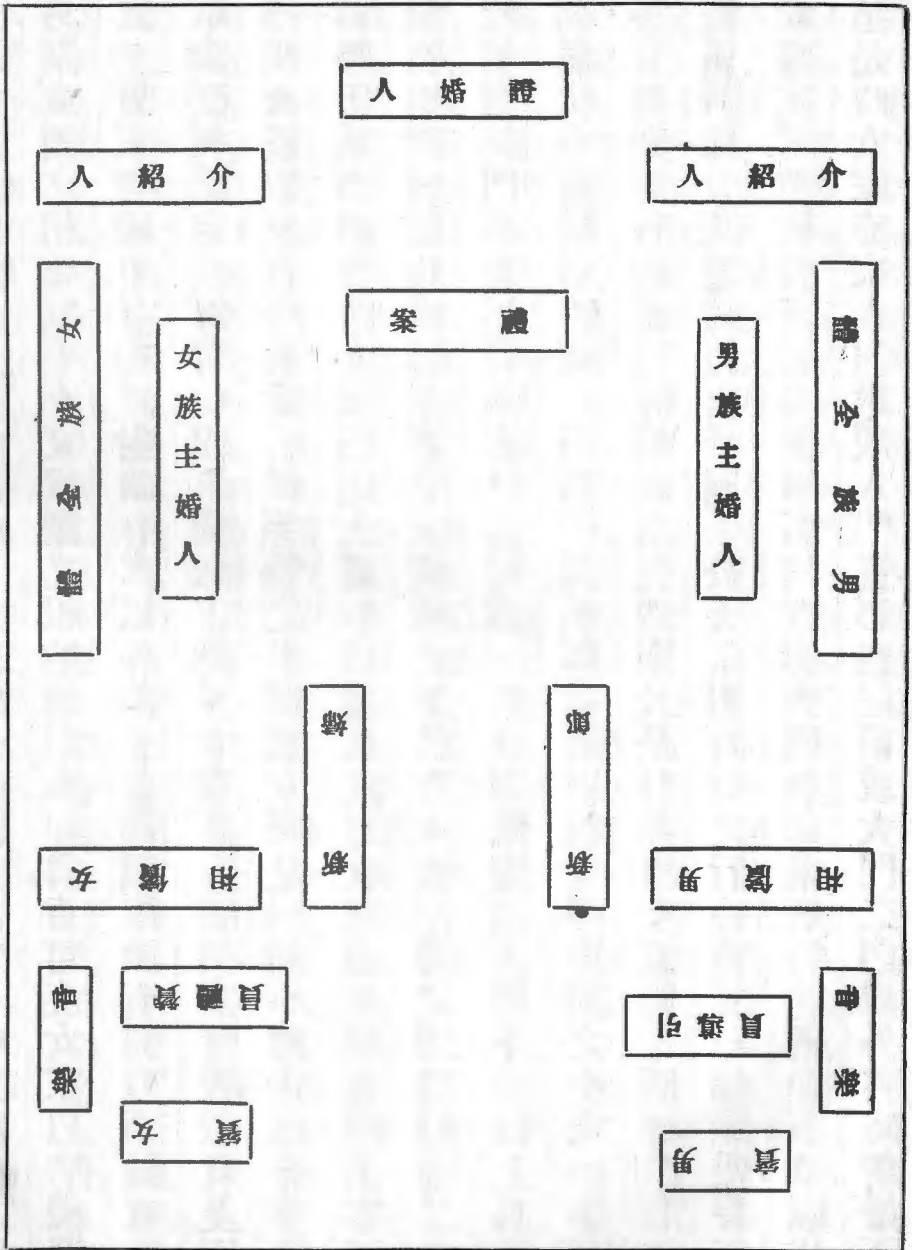 證婚人
介紹人
介紹人
禮案
男族全體
男族主婚人
女族主婚人
女族全體
新郎
新婦
男儐相
女儐相
樂音
引導員
贊禮員
樂音
男賓
女賓